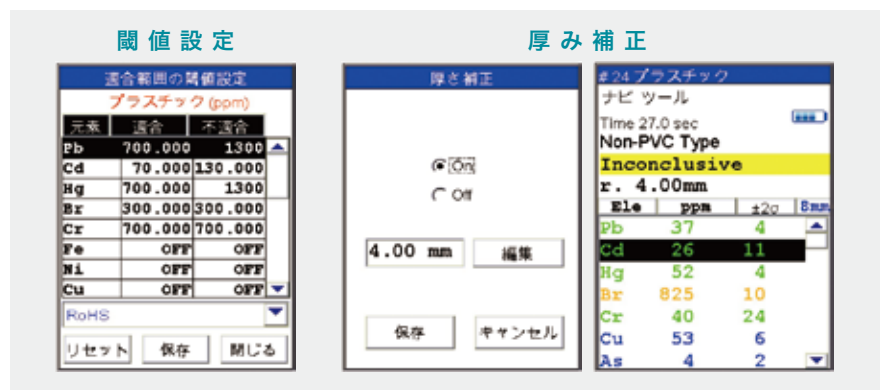 閾値設定
厚み補正
適合範囲の閾値設定
プラスチック (ppm)
元素 適合 不適合
Pb 700.000 1300
Cd 70.000 130.000
Hg 700.000 1300
Br 300.000 300.000
Cr 700.000 700.000
Fe OFF OFF
Ni OFF OFF
Cu OFF OFF
RoHS
リセット 保存 閉じる
厚さ補正
On
Off
4.00 mm 編集
保存 キャンセル
#24 プラスチック
ナビ ツール
Time 27.0 sec
Non-PVC Type
Inconclusive
r. 4.00mm
Ele ppm ±2σ 8mm
Pb 37 4
Cd 26 11
Hg 52 4
Br 825 10
Cr 40 24
Cu 53 6
As 4 2